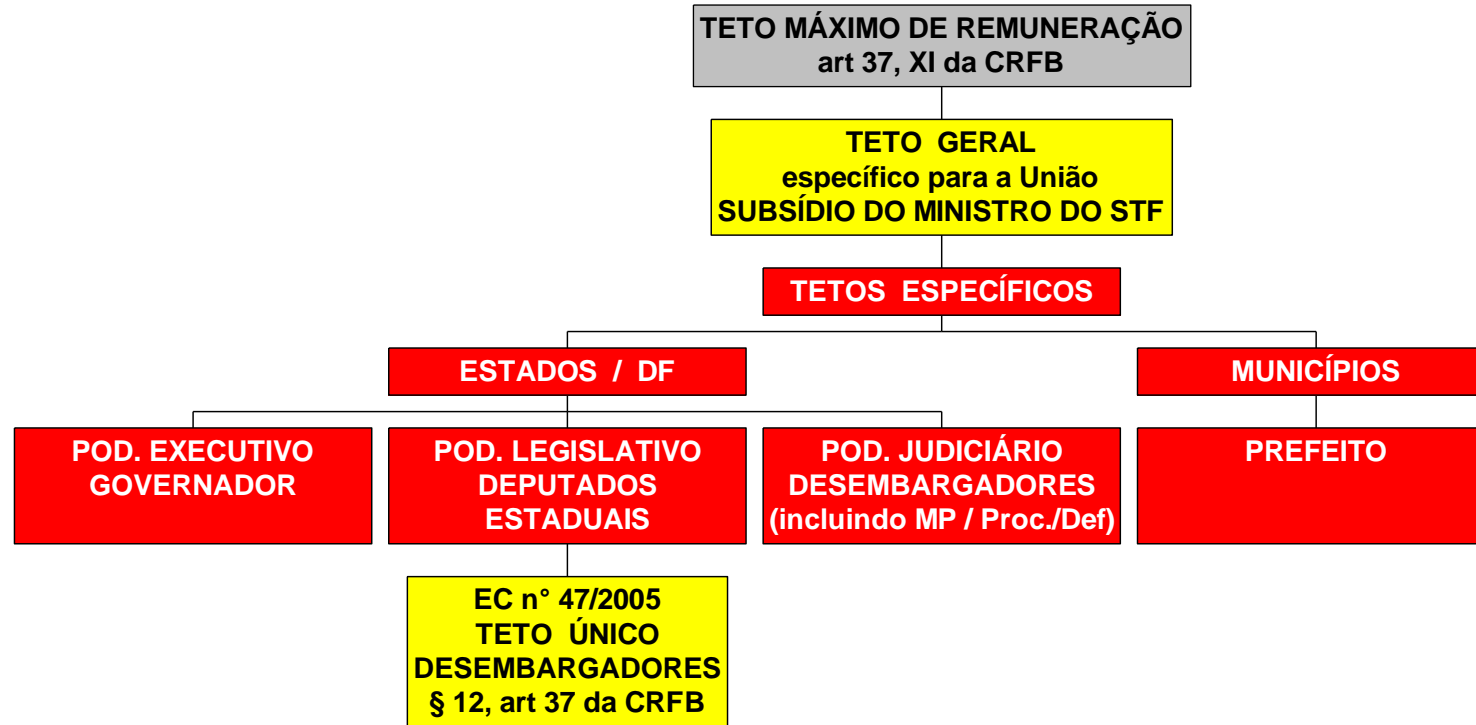 TETO MÁXIMO DE REMUNERAÇÃO
art 37, XI da CRFB
TETO GERAL
específico para a União
SUBSÍDIO DO MINISTRO DO STF
TETOS ESPECÍFICOS
ESTADOS / DF
MUNICÍPIOS
POD. EXECUTIVO
GOVERNADOR
POD. LEGISLATIVO
DEPUTADOS
ESTADUAIS
POD. JUDICIÁRIO
DESEMBARGADORES
(incluindo MP / Proc./Def)
PREFEITO
EC n° 47/2005
TETO ÚNICO
DESEMBARGADORES
§ 12, art 37 da CRFB